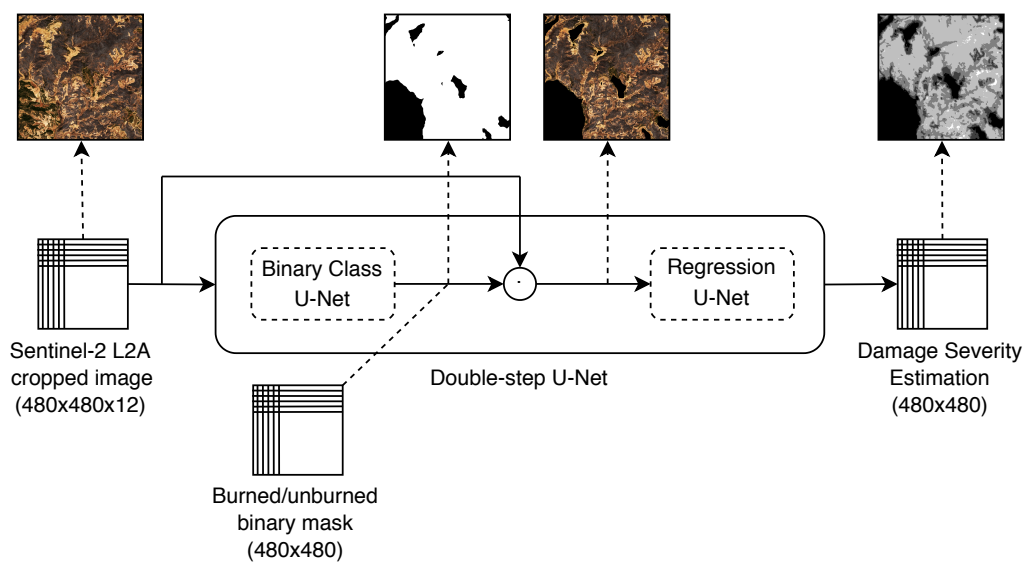 Binary Class
U-Net
·
Regression
U-Net
Sentinel-2 L2A
cropped image
(480x480x12)
Double-step U-Net
Damage Severity
Estimation
(480x480)
Burned/unburned
binary mask
(480x480)